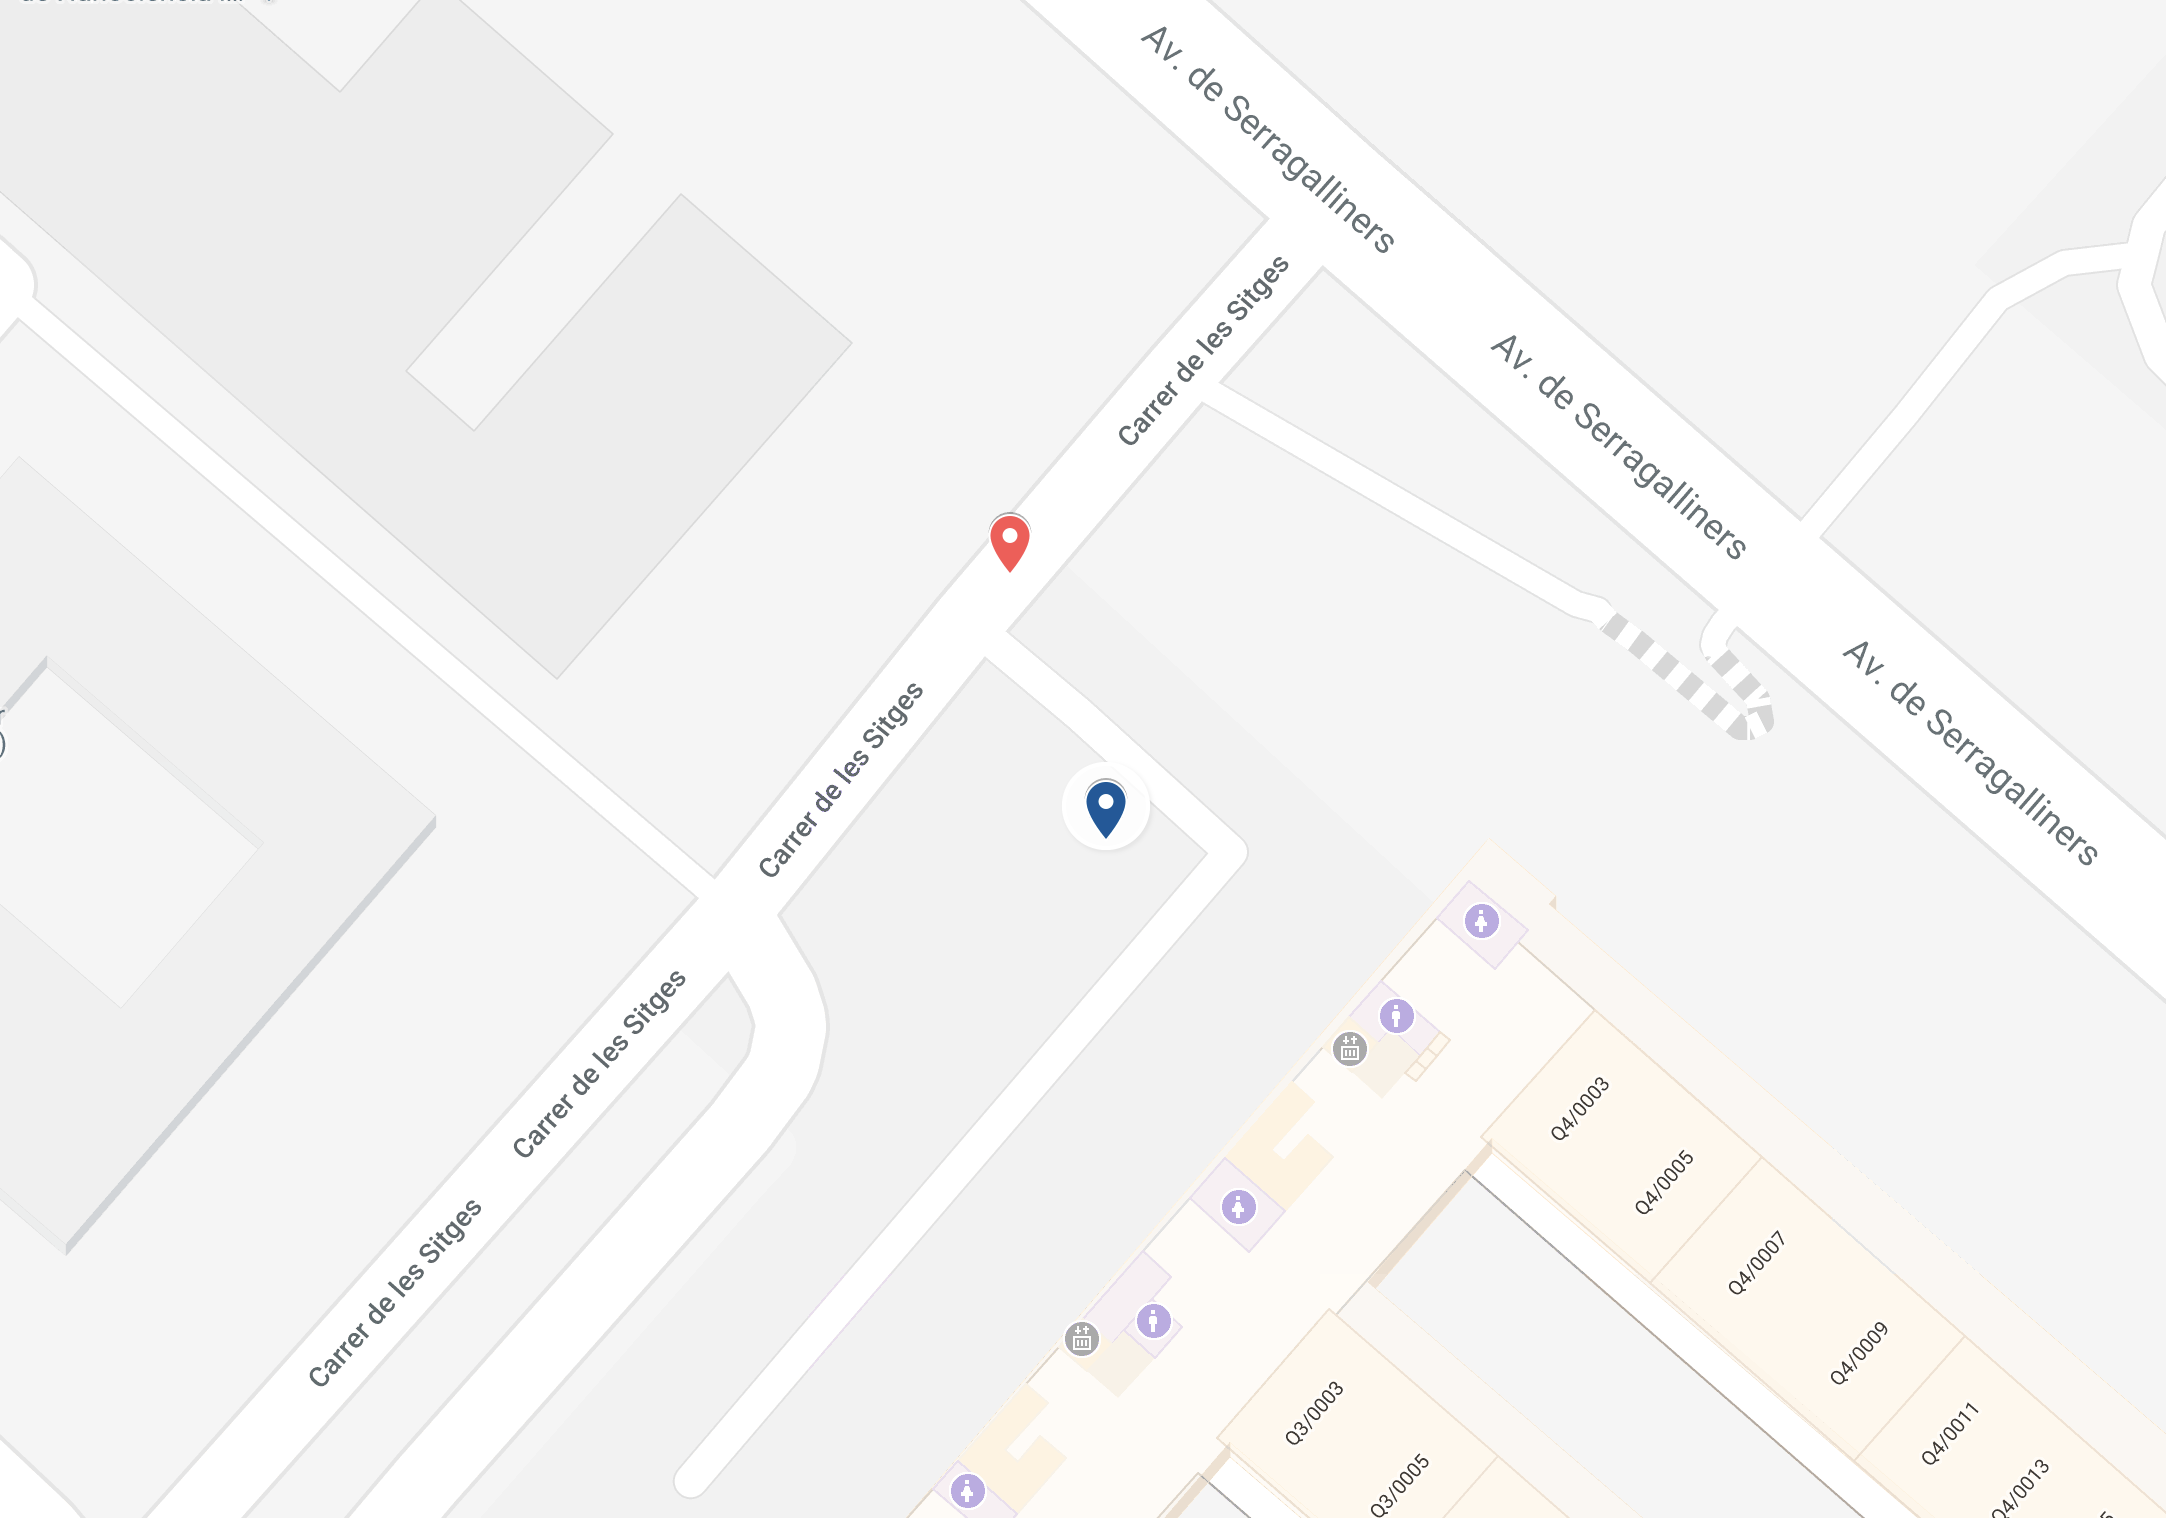 Av. de Serragalliners
Carrer de les Sitges
Av. de Serragalliners
Av. de Serragalliners
Carrer de les Sitges
Carrer de les Sitges
Carrer de les Sitges
Q4/0003
Q4/0005
Q4/0007
Q4/0009
Q4/0011
Q4/0013
Q3/0003
Q3/0005